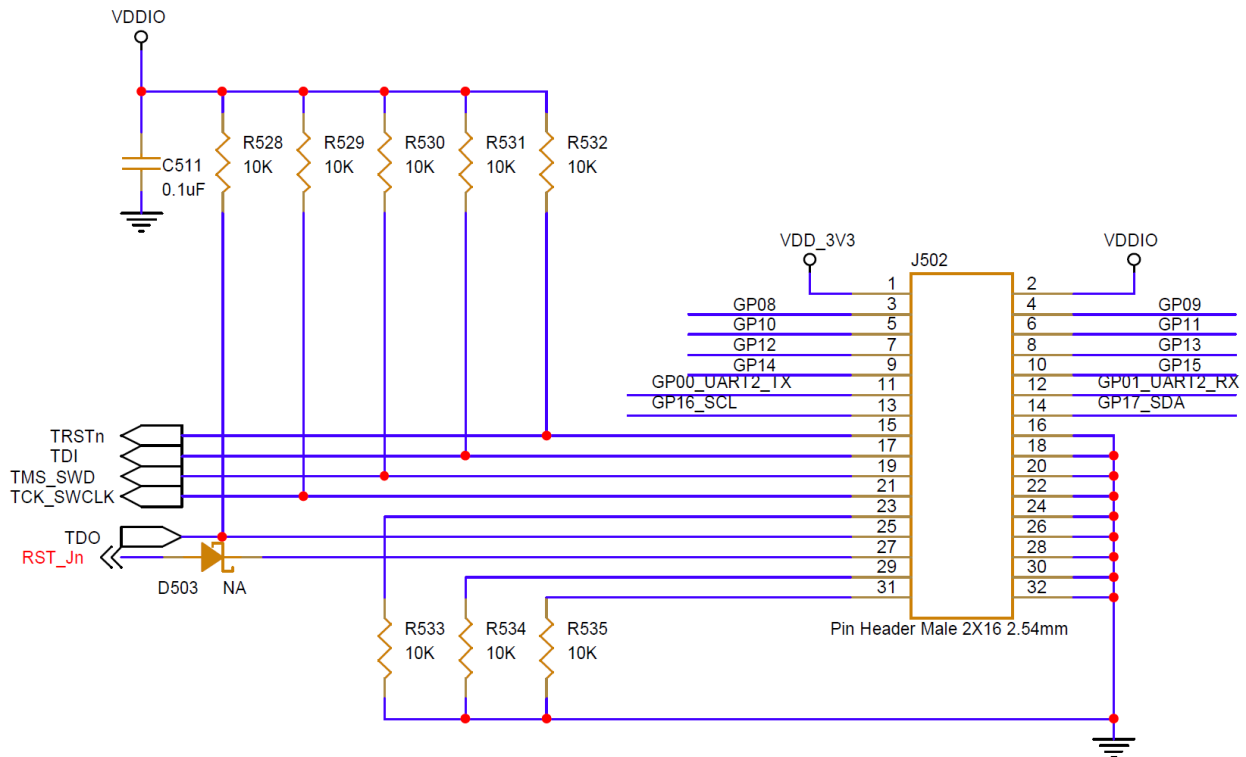 VDDIO
C511
0.1uF
R528
10K
R529
10K
R530
10K
R531
10K
R532
10K
VDD_3V3
VDDIO
J502
1
2
GP08
3
4
GP09
GP10
5
6
GP11
GP12
7
8
GP13
GP14
9
10
GP15
GP00_UART2_TX
11
12
GP01_UART2_RX
GP16_SCL
13
14
GP17_SDA
TRSTn
15
16
TDI
17
18
TMS_SWD
19
20
TCK_SWCLK
21
22
23
24
TDO
25
26
RST_Jn
27
28
D503
NA
29
30
31
32
R533
10K
R534
10K
R535
10K
Pin Header Male 2X16 2.54mm